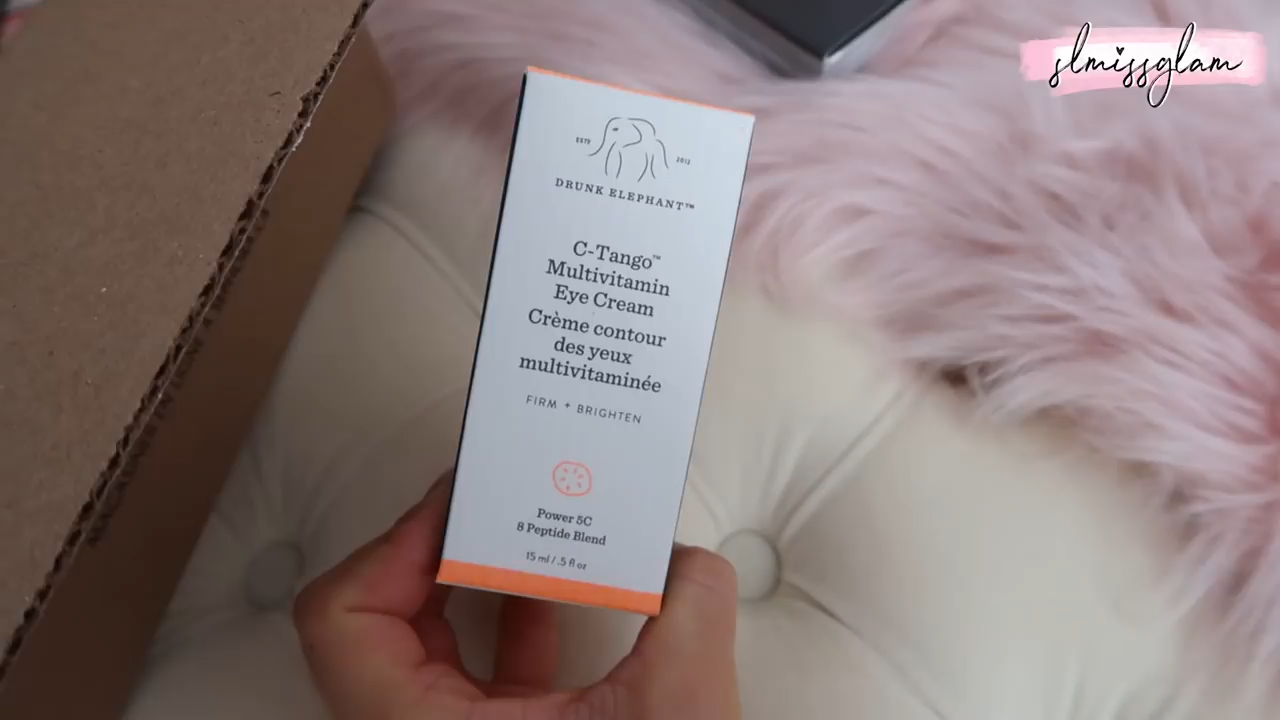 slmissglam
ESTD 2012
DRUNK ELEPHANT™
C-Tango™
Multivitamin
Eye Cream
Crème contour
des yeux
multivitaminée
FIRM + BRIGHTEN
Power 5C
8 Peptide Blend
15 ml / .5 fl oz